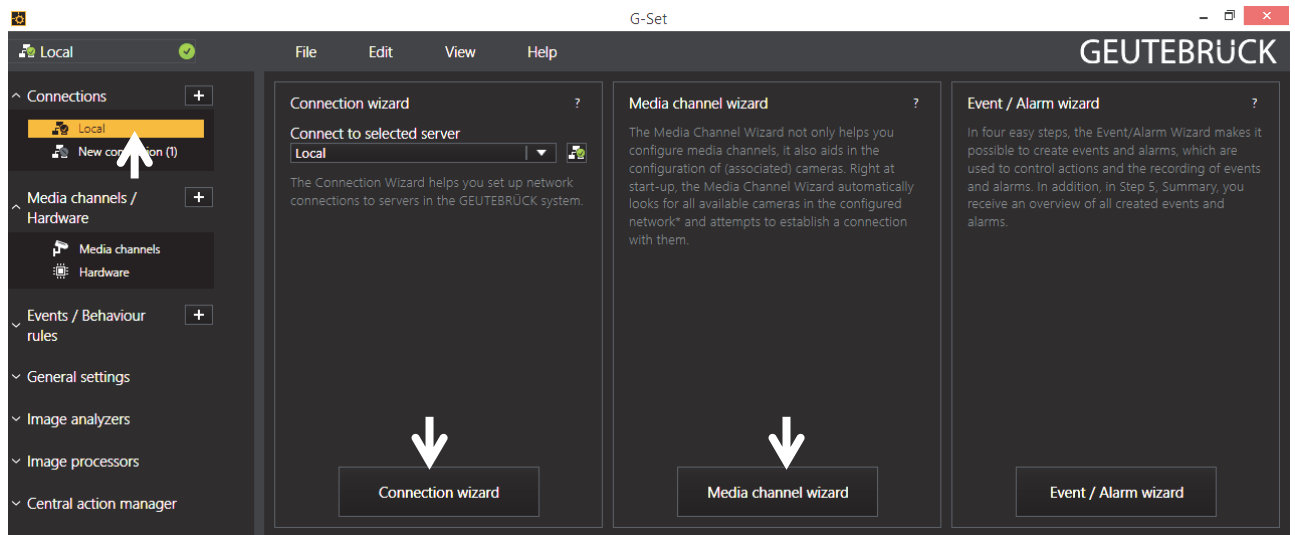 G-Set
Local
File Edit View Help
GEUTEBRÜCK
Connections
Local
New connection (1)
Media channels /
Hardware
Media channels
Hardware
Events / Behaviour
rules
General settings
Image analyzers
Image processors
Central action manager
Connection wizard ?
Connect to selected server
Local
The Connection Wizard helps you set up network
connections to servers in the GEUTEBRÜCK system.
Connection wizard
Media channel wizard ?
The Media Channel Wizard not only helps you
configure media channels, it also aids in the
configuration of (associated) cameras. Right at
start-up, the Media Channel Wizard automatically
looks for all available cameras in the configured
network* and attempts to establish a connection
with them.
Media channel wizard
Event / Alarm wizard ?
In four easy steps, the Event/Alarm Wizard makes it
possible to create events and alarms, which are
used to control actions and the recording of events
and alarms. In addition, in Step 5, Summary, you
receive an overview of all created events and
alarms.
Event / Alarm wizard